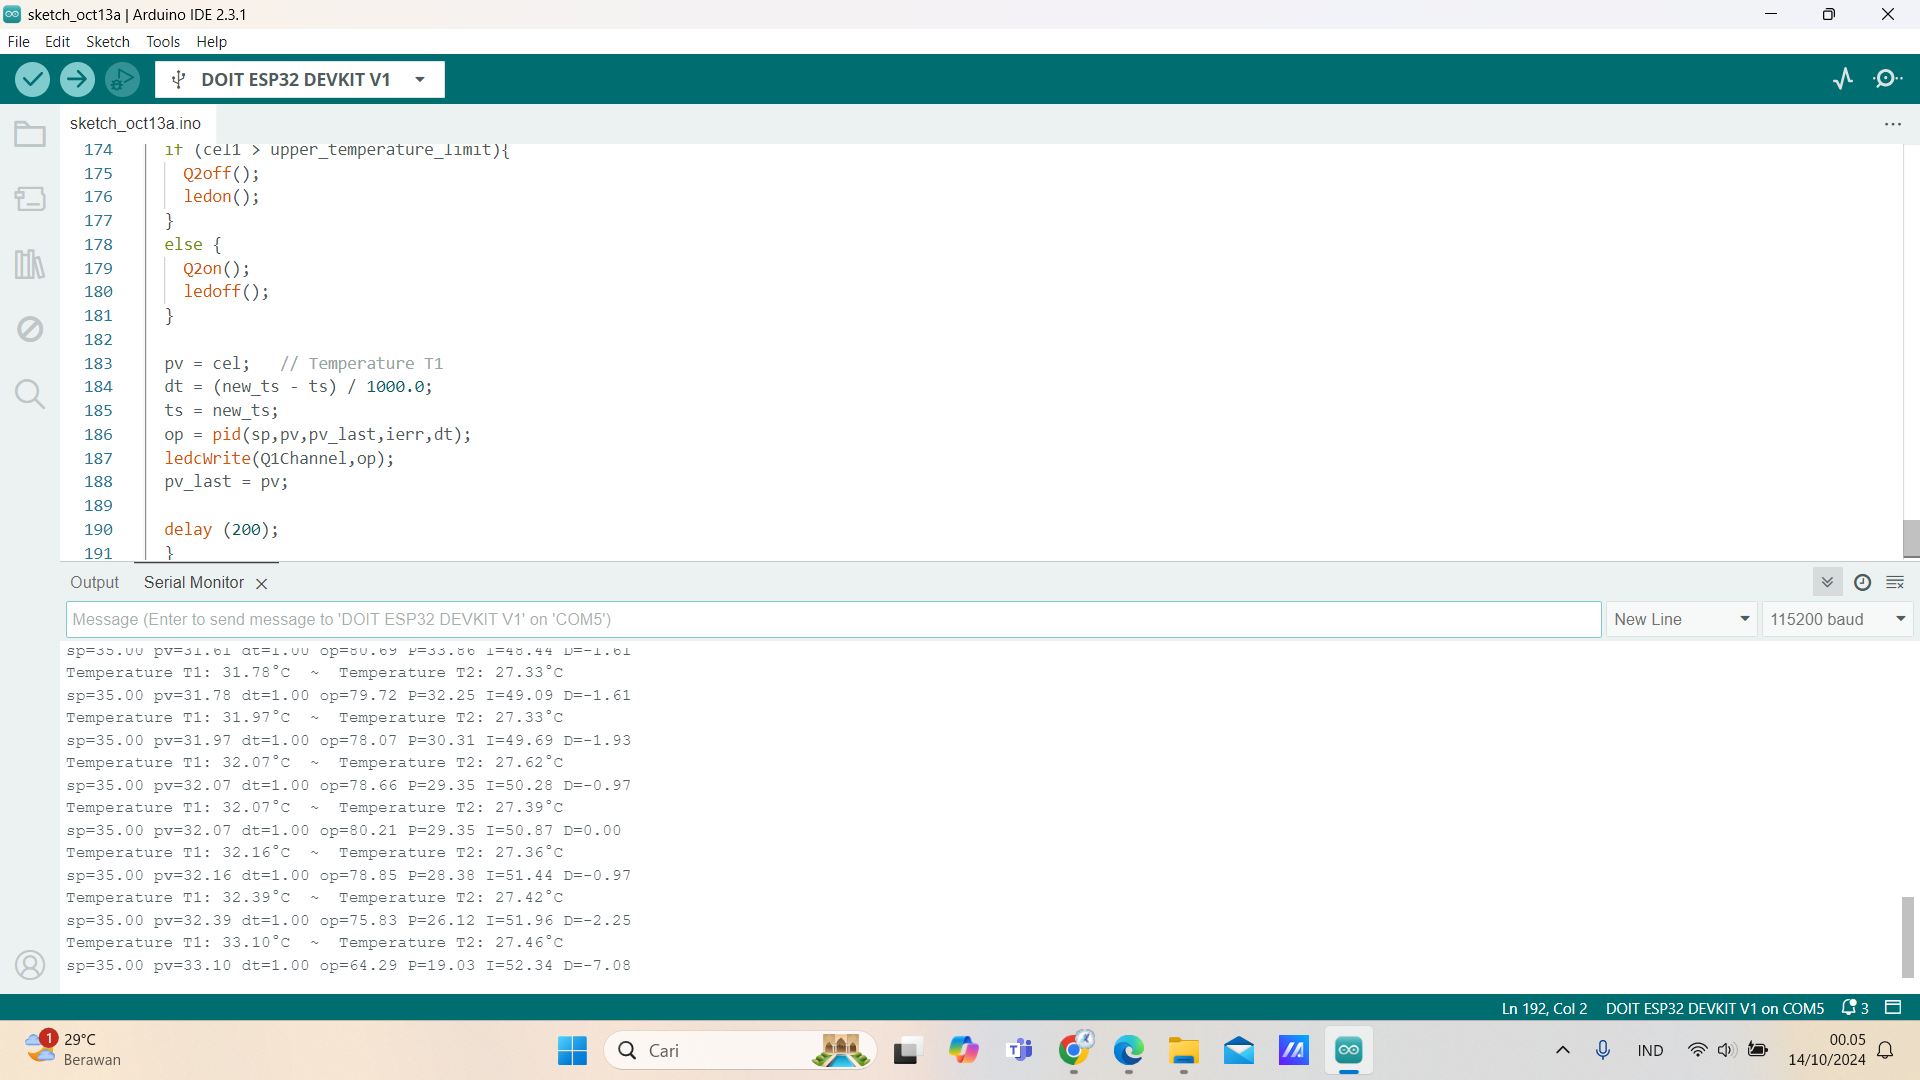 sketch_oct13a | Arduino IDE 2.3.1
File Edit Sketch Tools Help
DOIT ESP32 DEVKIT V1
sketch_oct13a.ino
174 if (cel1 > upper_temperature_limit){
175 Q2off();
176 ledon();
177 }
178 else {
179 Q2on();
180 ledoff();
181 }
182
183 pv = cel; // Temperature T1
184 dt = (new_ts - ts) / 1000.0;
185 ts = new_ts;
186 op = pid(sp,pv,pv_last,ierr,dt);
187 ledcWrite(Q1Channel,op);
188 pv_last = pv;
189
190 delay (200);
191 }
Output Serial Monitor
Message (Enter to send message to 'DOIT ESP32 DEVKIT V1' on 'COM5') New Line 115200 baud
sp=35.00 pv=31.61 dt=1.00 op=80.69 P=33.86 I=48.44 D=-1.61
Temperature T1: 31.78°C ~ Temperature T2: 27.33°C
sp=35.00 pv=31.78 dt=1.00 op=79.72 P=32.25 I=49.09 D=-1.61
Temperature T1: 31.97°C ~ Temperature T2: 27.33°C
sp=35.00 pv=31.97 dt=1.00 op=78.07 P=30.31 I=49.69 D=-1.93
Temperature T1: 32.07°C ~ Temperature T2: 27.62°C
sp=35.00 pv=32.07 dt=1.00 op=78.66 P=29.35 I=50.28 D=-0.97
Temperature T1: 32.07°C ~ Temperature T2: 27.39°C
sp=35.00 pv=32.07 dt=1.00 op=80.21 P=29.35 I=50.87 D=0.00
Temperature T1: 32.16°C ~ Temperature T2: 27.36°C
sp=35.00 pv=32.16 dt=1.00 op=78.85 P=28.38 I=51.44 D=-0.97
Temperature T1: 32.39°C ~ Temperature T2: 27.42°C
sp=35.00 pv=32.39 dt=1.00 op=75.83 P=26.12 I=51.96 D=-2.25
Temperature T1: 33.10°C ~ Temperature T2: 27.46°C
sp=35.00 pv=33.10 dt=1.00 op=64.29 P=19.03 I=52.34 D=-7.08
Ln 192, Col 2 DOIT ESP32 DEVKIT V1 on COM5 3
1
29°C
Berawan
Cari
IND
00.05
14/10/2024